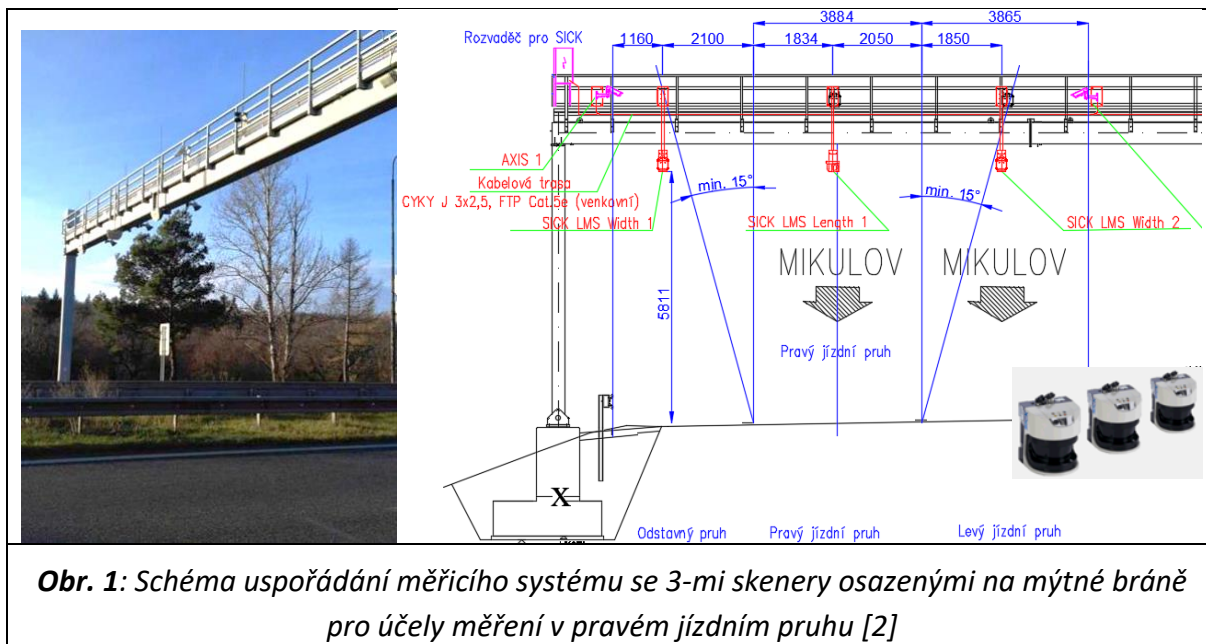 3884
3865
Rozvaděč pro SICK
1160
2100
1834
2050
1850
AXIS 1
Kabelová trasa
CYKY J 3x2,5, FTP Cat.5e (venkovní)
SICK LMS Width 1
min. 15°
SICK LMS Length 1
min. 15°
SICK LMS Width 2
MIKULOV
MIKULOV
5811
Pravý jízdní pruh
X
Odstavný pruh
Pravý jízdní pruh
Levý jízdní pruh
Obr. 1: Schéma uspořádání měřicího systému se 3-mi skenery osazenými na mýtné bráně
pro účely měření v pravém jízdním pruhu [2]